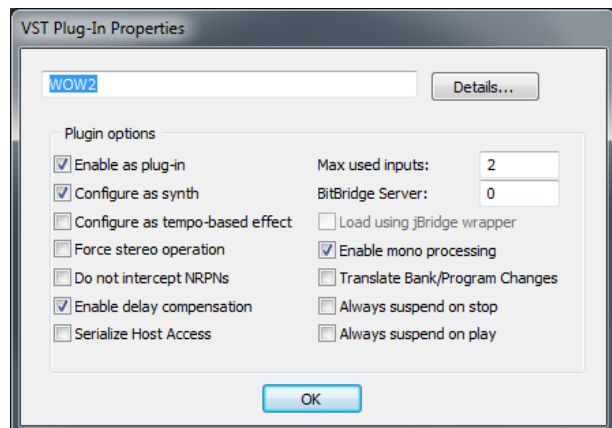 VST Plug-In Properties
WOW2
Details...
Plugin options
Enable as plug-in
Max used inputs: 2
Configure as synth
BitBridge Server: 0
Configure as tempo-based effect
Load using jBridge wrapper
Force stereo operation
Enable mono processing
Do not intercept NRPNs
Translate Bank/Program Changes
Enable delay compensation
Always suspend on stop
Serialize Host Access
Always suspend on play
OK